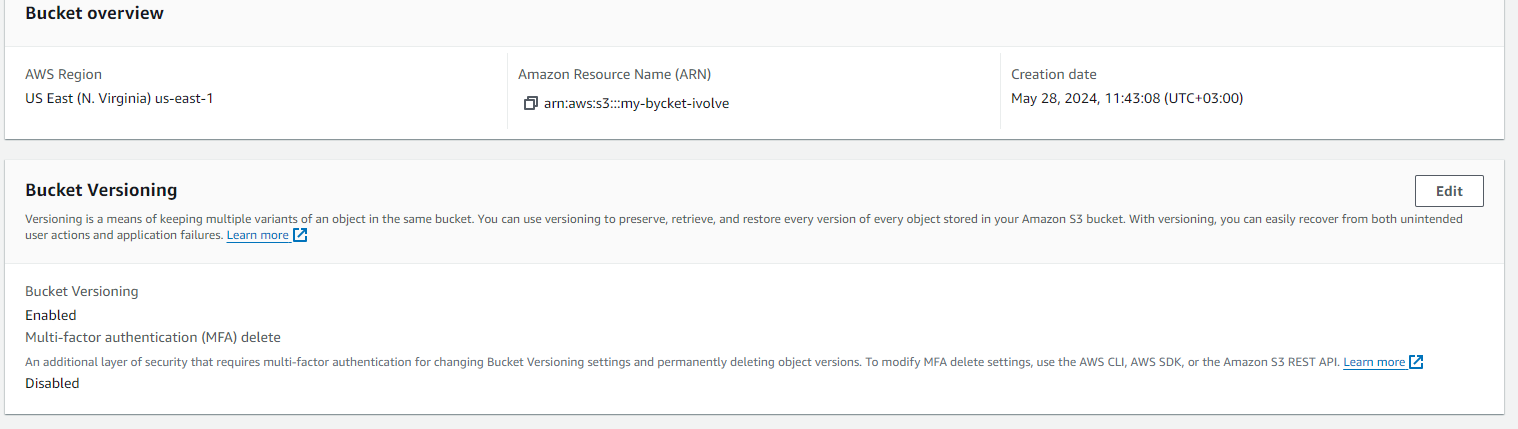 Bucket overview
AWS Region
US East (N. Virginia) us-east-1
Amazon Resource Name (ARN)
arn:aws:s3:::my-bycket-ivolve
Creation date
May 28, 2024, 11:43:08 (UTC+03:00)
Bucket Versioning
Edit
Versioning is a means of keeping multiple variants of an object in the same bucket. You can use versioning to preserve, retrieve, and restore every version of every object stored in your Amazon S3 bucket. With versioning, you can easily recover from both unintended
user actions and application failures. Learn more
Bucket Versioning
Enabled
Multi-factor authentication (MFA) delete
An additional layer of security that requires multi-factor authentication for changing Bucket Versioning settings and permanently deleting object versions. To modify MFA delete settings, use the AWS CLI, AWS SDK, or the Amazon S3 REST API. Learn more
Disabled